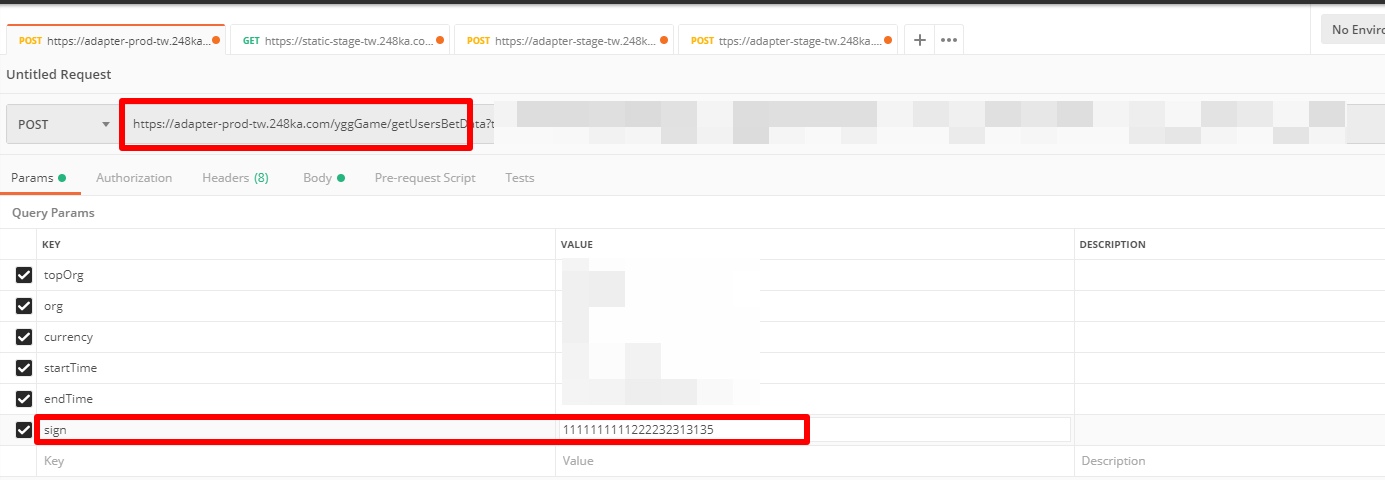 POST https://adapter-prod-tw.248ka... GET https://static-stage-tw.248ka.co... POST https://adapter-stage-tw.248k... POST ttps://adapter-stage-tw.248ka.... + ••• No Enviro
Untitled Request
POST https://adapter-prod-tw.248ka.com/yggGame/getUsersBetData?t
Params Authorization Headers (8) Body Pre-request Script Tests
Query Params
KEY VALUE DESCRIPTION
topOrg
org
currency
startTime
endTime
sign 1111111111222232313135
Key Value Description